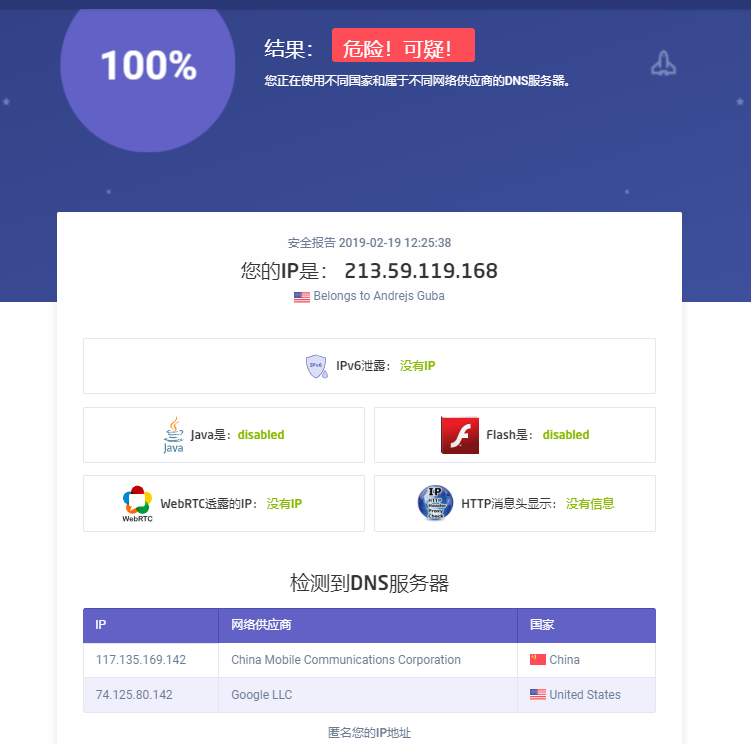 100%
结果： 危险！可疑！
您正在使用不同国家和属于不同网络供应商的DNS服务器。
安全报告 2019-02-19 12:25:38
您的IP是： 213.59.119.168
Belongs to Andrejs Guba
IPv6 IPv6泄露： 没有IP
Java Java是：disabled
Flash是： disabled
WebRTC WebRTC透露的IP： 没有IP
IP HTTP消息头显示： 没有信息
检测到DNS服务器
IP 网络供应商 国家
117.135.169.142 China Mobile Communications Corporation China
74.125.80.142 Google LLC United States
匿名您的IP地址